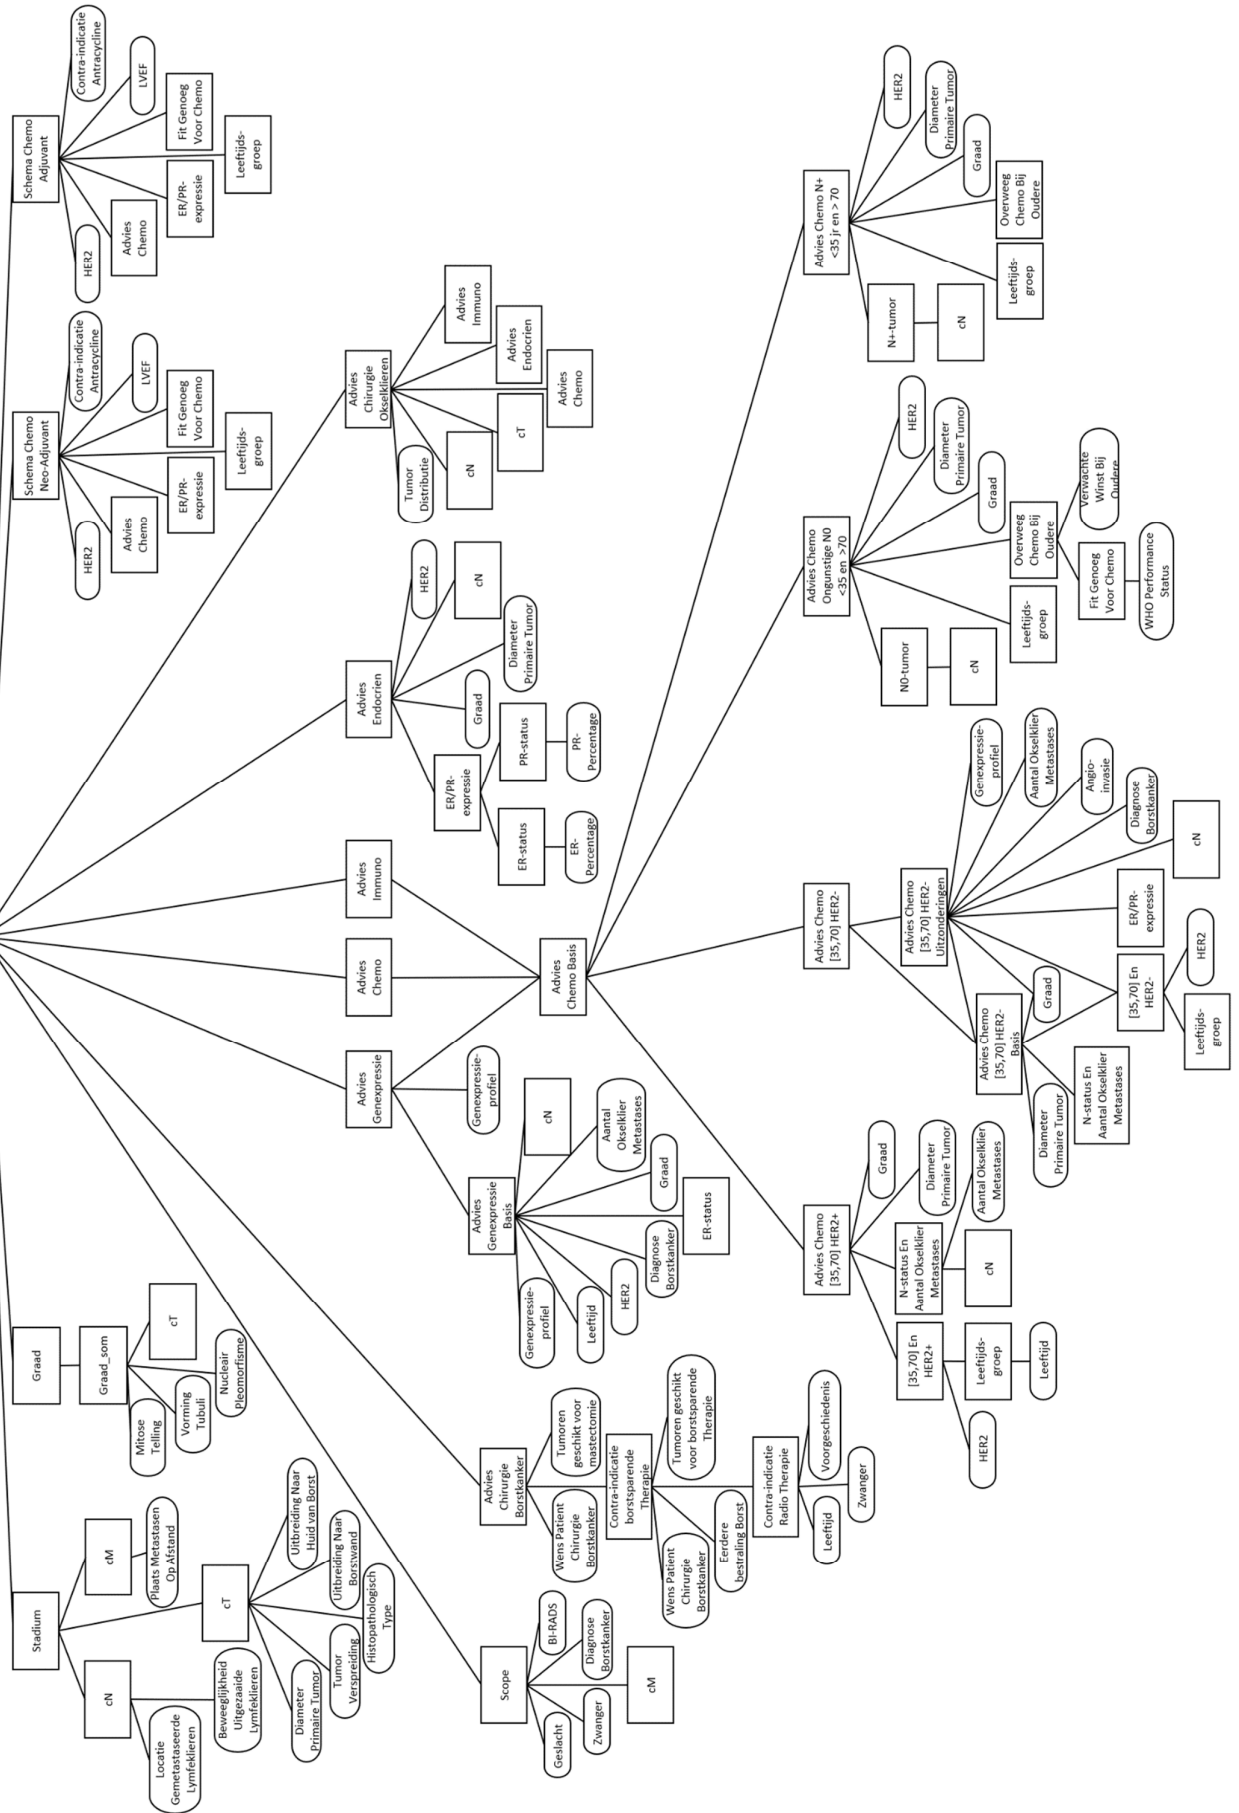 Stadium
cN
cM
Locatie
Gemetastaseerde
Lymfeklieren
Beweeglijkheid
Uitgezaaide
Lymfeklieren
Plaats Metastasen
Op Afstand
cT
Diameter
Primaire Tumor
Tumor
Verspreiding
Histopathologisch
Type
Uitbreiding Naar
Borstwand
Uitbreiding Naar
Huid van Borst
Graad
Graad_som
Mitose
Telling
Vorming
Tubuli
Nucleair
Pleomorfisme
cT
Schema Chemo
Neo-Adjuvant
HER2
Advies
Chemo
ER/PR-
expressie
Leeftijds-
groep
Fit Genoeg
Voor Chemo
LVEF
Contra-indicatie
Antracycline
Schema Chemo
Adjuvant
HER2
Advies
Chemo
ER/PR-
expressie
Leeftijds-
groep
Fit Genoeg
Voor Chemo
LVEF
Contra-indicatie
Antracycline
Scope
Geslacht
Zwanger
cM
Diagnose
Borstkanker
BI-RADS
Advies
Chirurgie
Borstkanker
Wens Patient
Chirurgie
Borstkanker
Tumoren
geschikt voor
mastectomie
Contra-indicatie
borstsparende
Therapie
Wens Patient
Chirurgie
Borstkanker
Eerdere
bestraling Borst
Tumoren geschikt
voor borstsparende
Therapie
Contra-indicatie
Radio Therapie
Leeftijd
Zwanger
Voorgeschiedenis
Advies
Genexpressie
Advies
Genexpressie
Basis
Genexpressie-
profiel
Genexpressie-
profiel
Leeftijd
HER2
Diagnose
Borstkanker
ER-status
Graad
Aantal
Okselklier
Metastases
cN
Advies
Chemo
Advies
Immuno
Advies
Chemo Basis
Advies
Endocrien
ER/PR-
expressie
ER-status
ER-
Percentage
PR-status
PR-
Percentage
Graad
Diameter
Primaire Tumor
cN
HER2
Advies
Chirurgie
Okselklieren
Tumor
Distributie
cN
cT
Advies
Chemo
Advies
Endocrien
Advies
Immuno
Advies Chemo
[35,70] HER2+
[35,70] En
HER2+
HER2
Leeftijds-
groep
Leeftijd
N-status En
Aantal Okselklier
Metastases
cN
Aantal Okselklier
Metastases
Diameter
Primaire Tumor
Graad
Advies Chemo
[35,70] HER2-
Advies Chemo
[35,70] HER2-
Basis
Diameter
Primaire Tumor
N-status En
Aantal Okselklier
Metastases
Graad
Advies Chemo
[35,70] HER2-
Uitzonderingen
[35,70] En
HER2-
Leeftijds-
groep
HER2
ER/PR-
expressie
cN
Diagnose
Borstkanker
Angio-
invasie
Aantal Okselklier
Metastases
Genexpressie-
profiel
Advies Chemo
Ongunstige N0
<35 en >70
N0-tumor
cN
Leeftijds-
groep
Overweeg
Chemo Bij
Oudere
Fit Genoeg
Voor Chemo
WHO Performance
Status
Verwachte
Winst Bij
Oudere
Graad
Diameter
Primaire Tumor
HER2
Advies Chemo N+
<35 jr en > 70
N+-tumor
cN
Leeftijds-
groep
Overweeg
Chemo Bij
Oudere
Graad
Diameter
Primaire Tumor
HER2